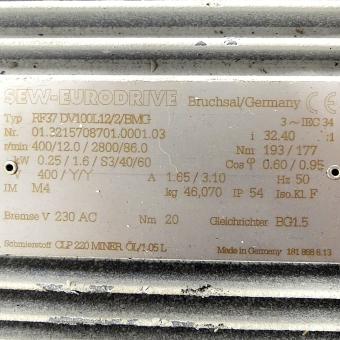 SEW-EURODRIVE Bruchsal/Germany CE
Typ RF37 DV100L12/2/BMG 3 ~ IEC 34
Nr. 01.3215708701.0001.03 i 32.40 :1
r/min 400/12.0 / 2800/86.0 Nm 193 / 177
kW 0.25 / 1.6 / S3/40/60 Cos φ 0.60 / 0.95
400 / Y/Y A 1.65 / 3.10 Hz 50
IM M4 kg 46,070 IP 54 Iso.Kl. F
Bremse V 230 AC Nm 20 Gleichrichter BG1.5
Schmierstoff CLP 220 MINER ÖL/1.05 L Made in Germany 181 868 6.13